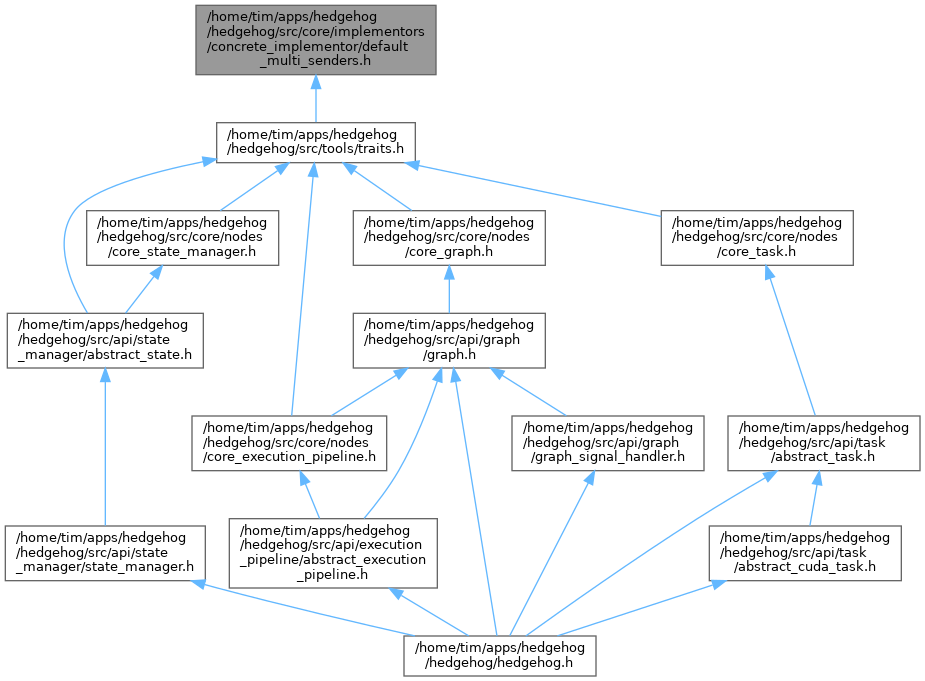 /home/tim/apps/hedgehog
/hedgehog/src/core/implementors
/concrete_implementor/default
_multi_senders.h
/home/tim/apps/hedgehog
/hedgehog/src/tools/traits.h
/home/tim/apps/hedgehog
/hedgehog/src/core/nodes
/core_state_manager.h
/home/tim/apps/hedgehog
/hedgehog/src/core/nodes
/core_graph.h
/home/tim/apps/hedgehog
/hedgehog/src/core/nodes
/core_task.h
/home/tim/apps/hedgehog
/hedgehog/src/api/state
_manager/abstract_state.h
/home/tim/apps/hedgehog
/hedgehog/src/api/graph
/graph.h
/home/tim/apps/hedgehog
/hedgehog/src/core/nodes
/core_execution_pipeline.h
/home/tim/apps/hedgehog
/hedgehog/src/api/graph
/graph_signal_handler.h
/home/tim/apps/hedgehog
/hedgehog/src/api/task
/abstract_task.h
/home/tim/apps/hedgehog
/hedgehog/src/api/state
_manager/state_manager.h
/home/tim/apps/hedgehog
/hedgehog/src/api/execution
_pipeline/abstract_execution
_pipeline.h
/home/tim/apps/hedgehog
/hedgehog/src/api/task
/abstract_cuda_task.h
/home/tim/apps/hedgehog
/hedgehog/hedgehog.h